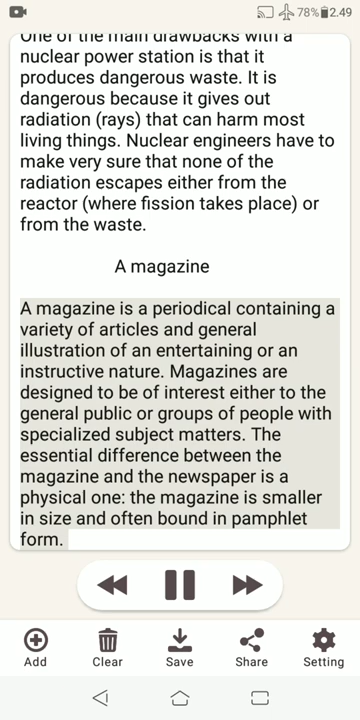 78% 2.49
One of the main drawbacks with a
nuclear power station is that it
produces dangerous waste. It is
dangerous because it gives out
radiation (rays) that can harm most
living things. Nuclear engineers have to
make very sure that none of the
radiation escapes either from the
reactor (where fission takes place) or
from the waste.
A magazine
A magazine is a periodical containing a
variety of articles and general
illustration of an entertaining or an
instructive nature. Magazines are
designed to be of interest either to the
general public or groups of people with
specialized subject matters. The
essential difference between the
magazine and the newspaper is a
physical one: the magazine is smaller
in size and often bound in pamphlet
form.
Add Clear Save Share Setting